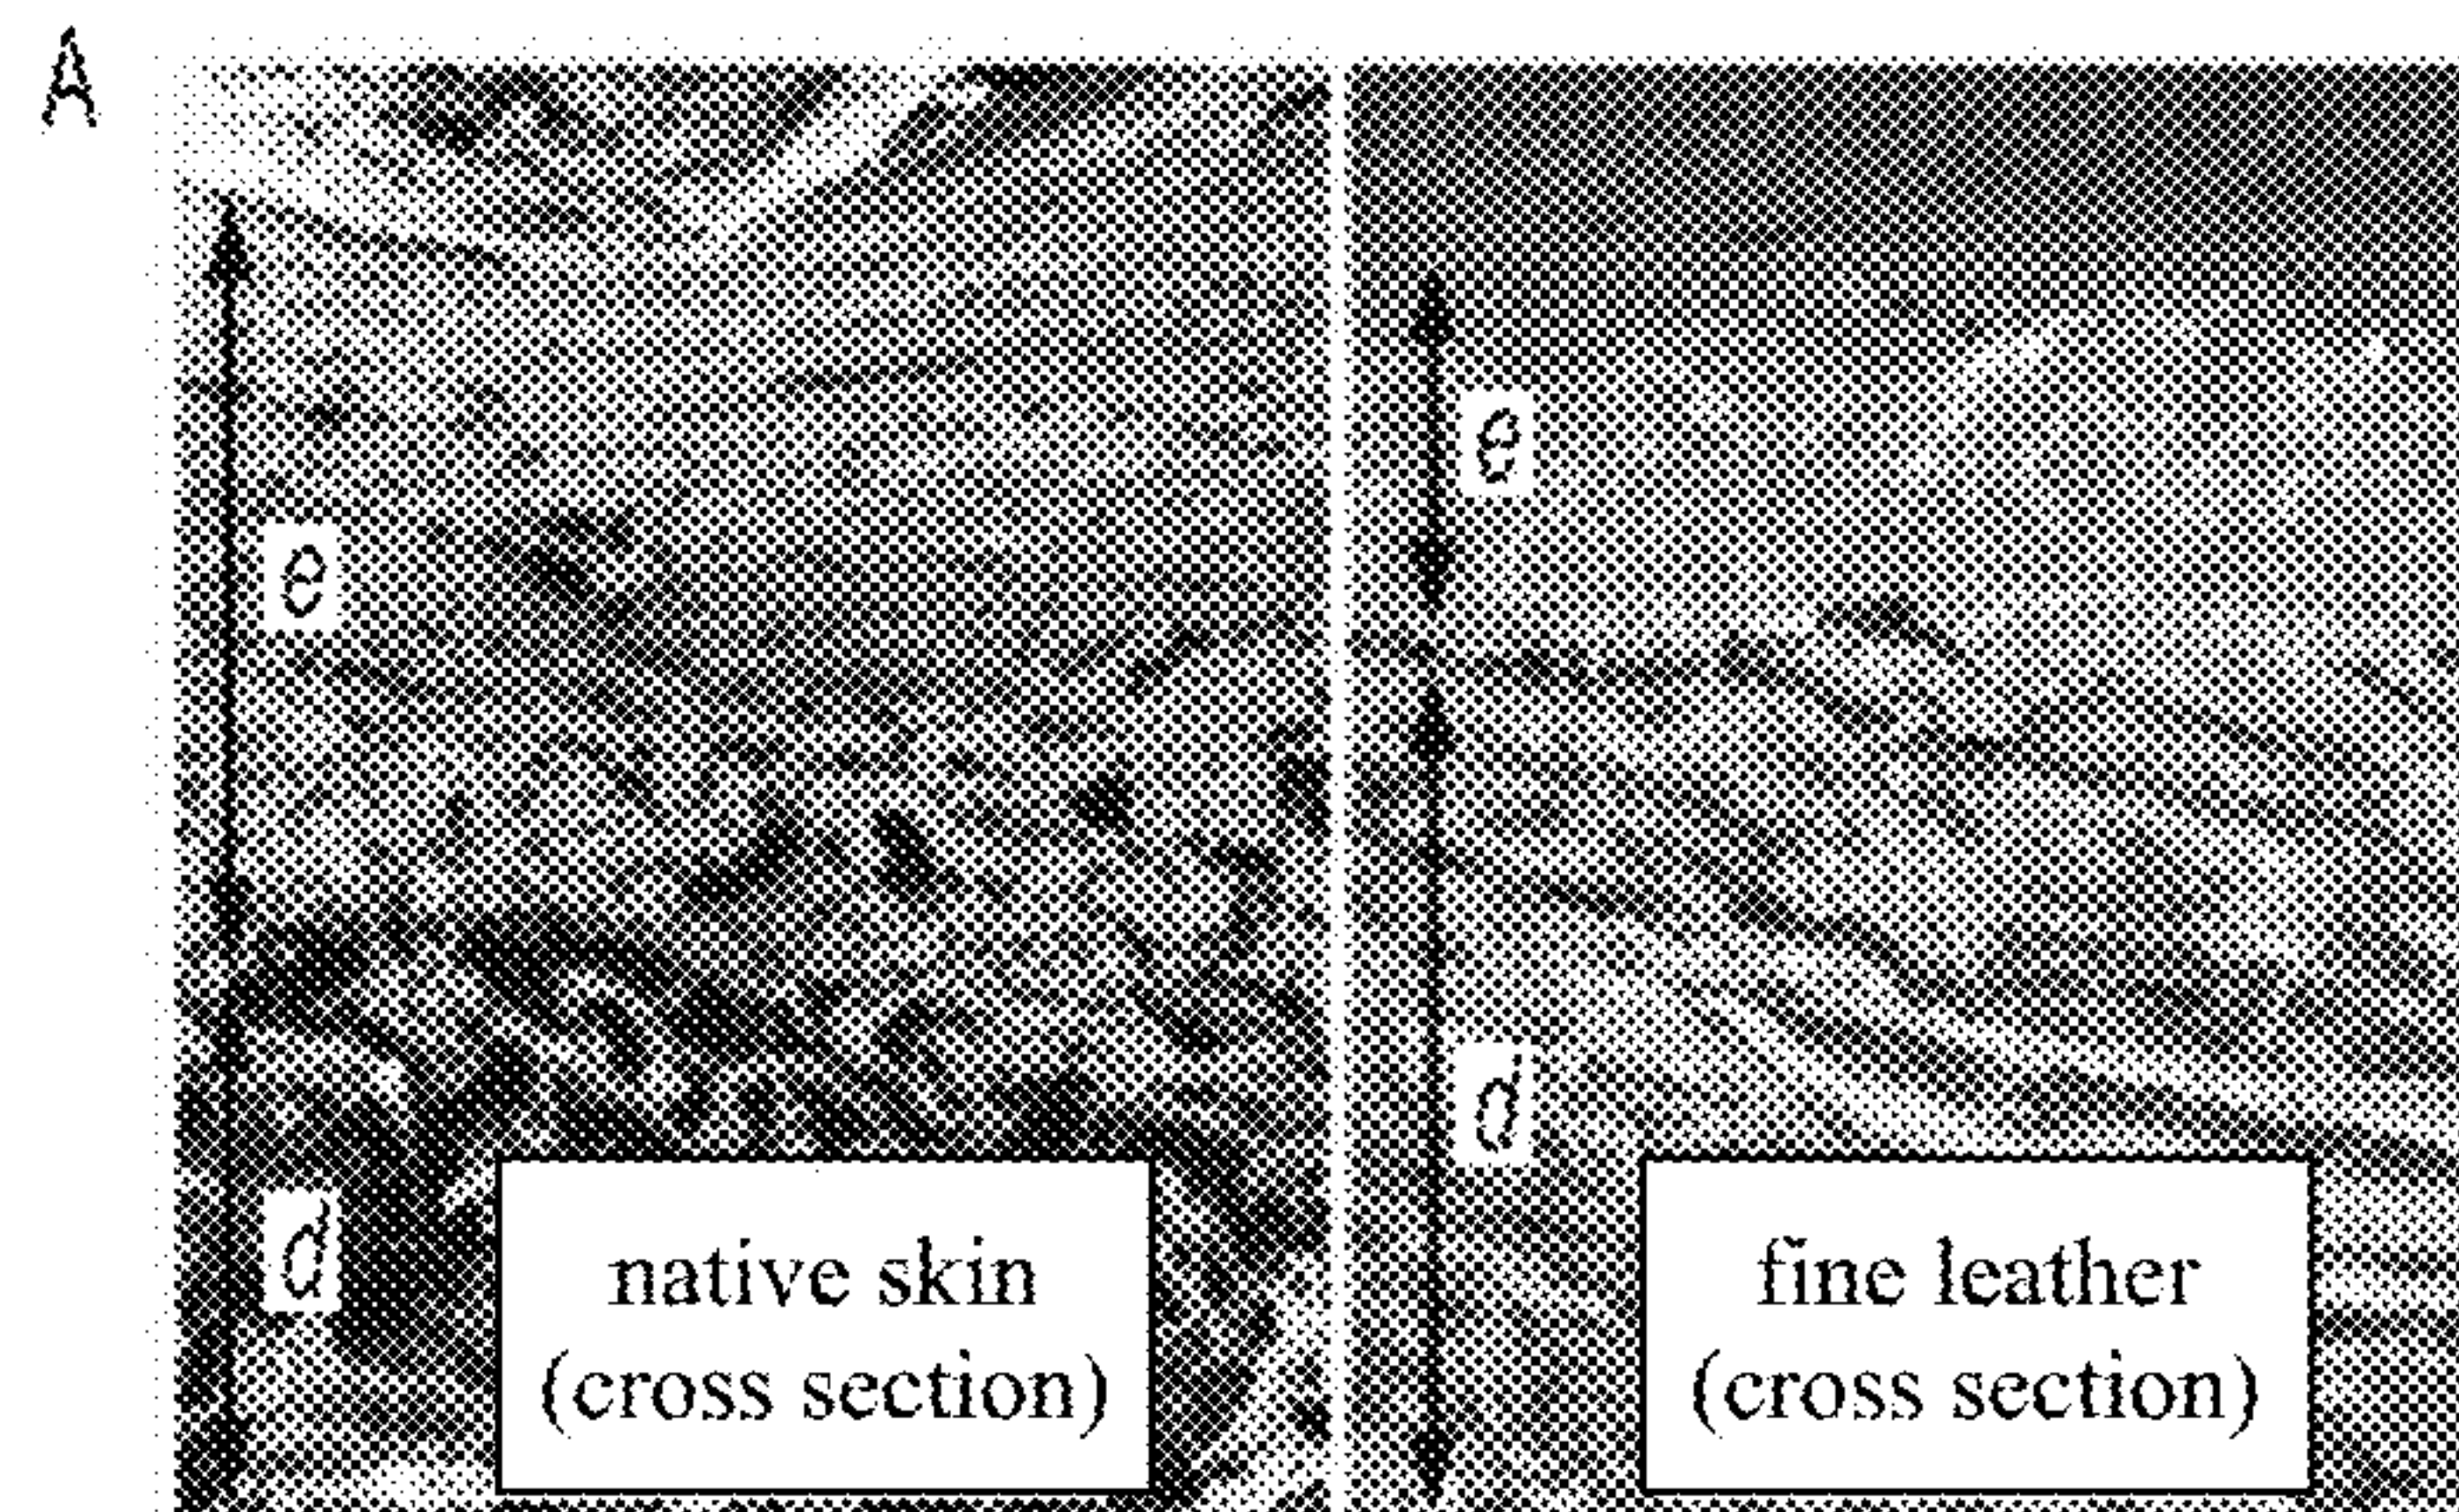 A
e
d
native skin
(cross section)
e
d
fine leather
(cross section)